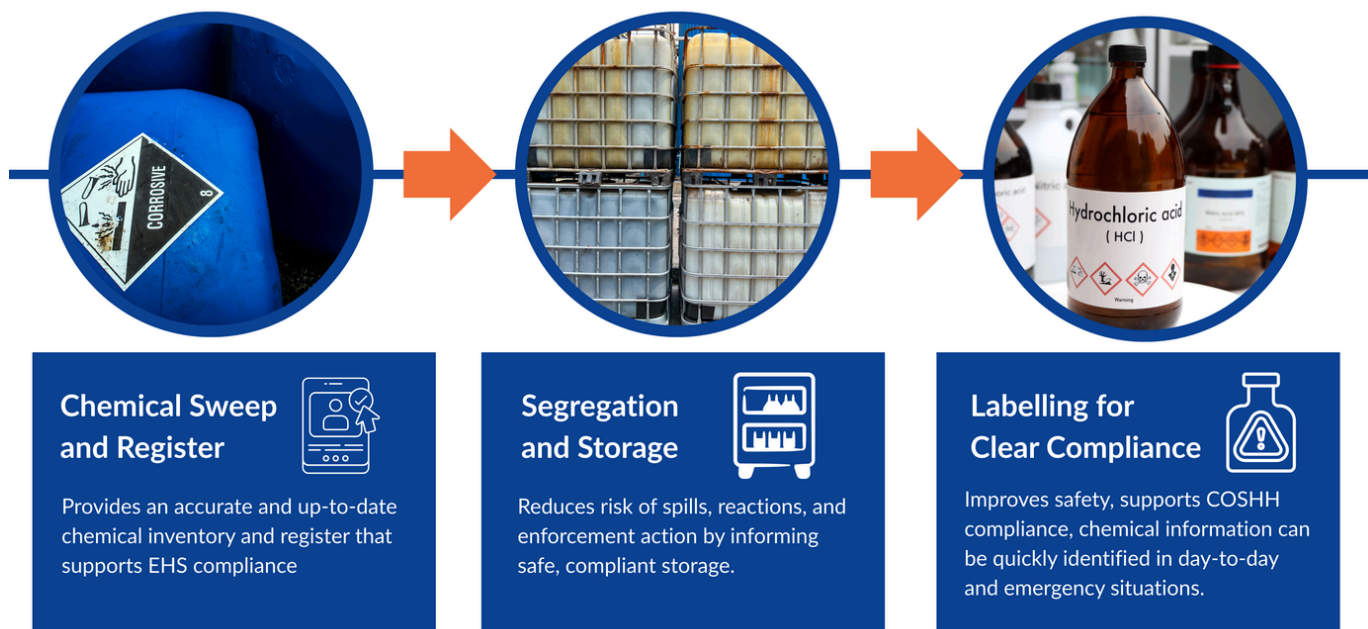 CORROSIVE
8
Hydrochloric acid
( HCl )
Warning
Chemical Sweep
and Register
Provides an accurate and up-to-date
chemical inventory and register that
supports EHS compliance
Segregation
and Storage
Reduces risk of spills, reactions, and
enforcement action by informing
safe, compliant storage.
Labelling for
Clear Compliance
Improves safety, supports COSHH
compliance, chemical information can
be quickly identified in day-to-day
and emergency situations.